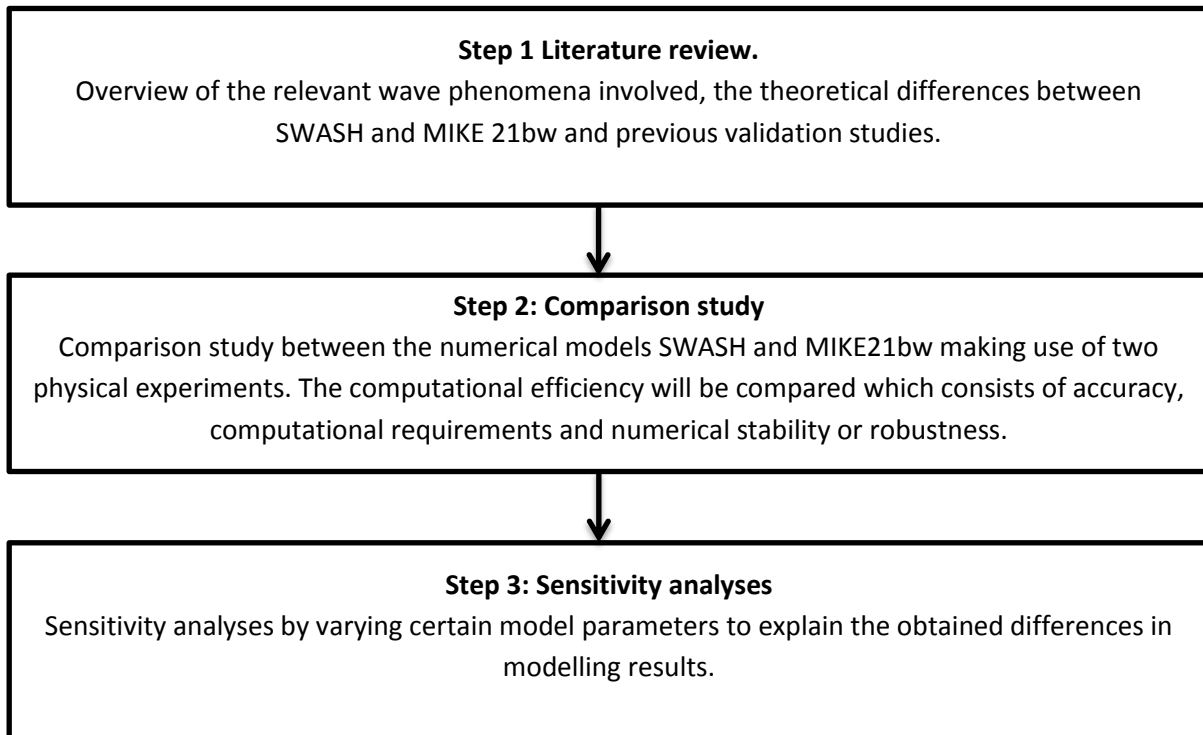 Step 1 Literature review.
Overview of the relevant wave phenomena involved, the theoretical differences between
SWASH and MIKE 21bw and previous validation studies.
Step 2: Comparison study
Comparison study between the numerical models SWASH and MIKE21bw making use of two
physical experiments. The computational efficiency will be compared which consists of accuracy,
computational requirements and numerical stability or robustness.
Step 3: Sensitivity analyses
Sensitivity analyses by varying certain model parameters to explain the obtained differences in
modelling results.